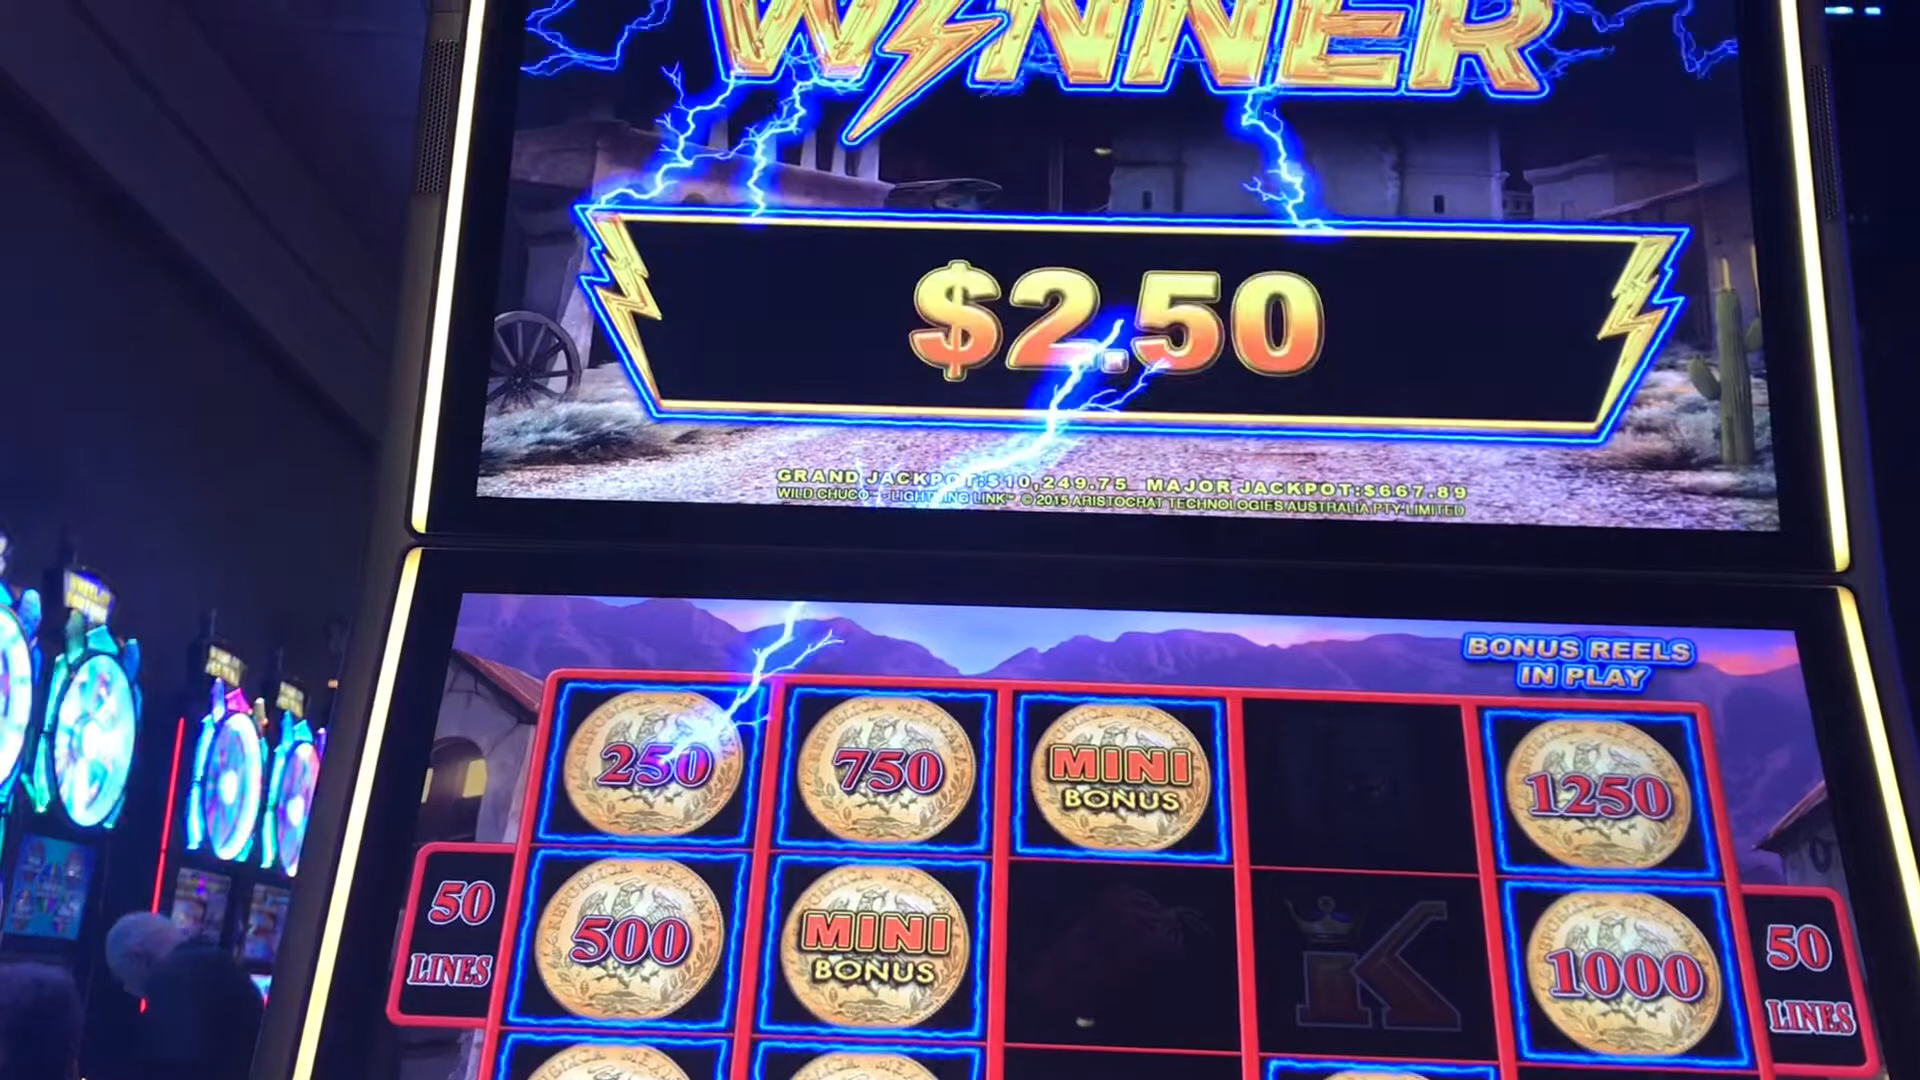 WINNER
$2.50
GRAND JACKPOT:$10,249.75 MAJOR JACKPOT:$667.89
WILD CHUCO™ - LIGHTNING LINK™ © 2015 ARISTOCRAT TECHNOLOGIES AUSTRALIA PTY LIMITED
BONUS REELS
IN PLAY
250
750
MINI
BONUS
1250
50
LINES
500
MINI
BONUS
K
1000
50
LINES